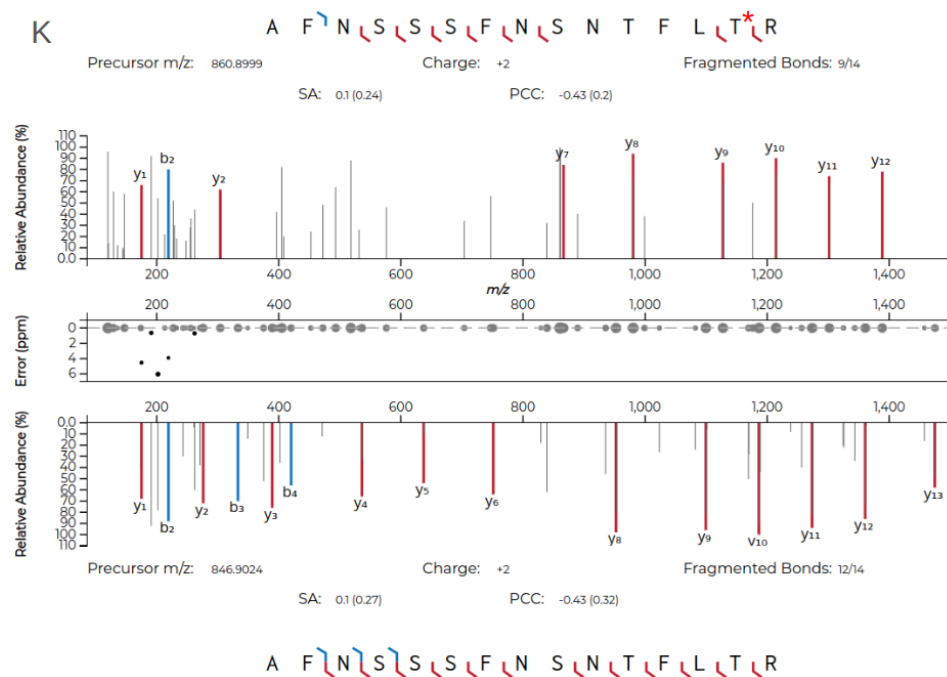 K
A F N S S S F N S N T F L T* R
Precursor m/z: 860.8999 Charge: +2 Fragmented Bonds: 9/14
SA: 0.1 (0.24) PCC: -0.43 (0.2)
Relative Abundance (%)
110
100
90
80
70
60
50
40
30
20
10
0.0
y₁ b₂ y₂ y₇ y₈ y₉ y₁₀ y₁₁ y₁₂
200 400 600 800 1,000 1,200 1,400
m/z
200 400 600 800 1,000 1,200 1,400
Error (ppm)
0
2
4
6
200 400 600 800 1,000 1,200 1,400
Relative Abundance (%)
0.0
10
20
30
40
50
60
70
80
90
100
110
y₁ b₂ y₂ b₃ y₃ b₄ y₄ y₅ y₆ y₈ y₉ y₁₀ y₁₁ y₁₂ y₁₃
Precursor m/z: 846.9024 Charge: +2 Fragmented Bonds: 12/14
SA: 0.1 (0.27) PCC: -0.43 (0.32)
A F N S S S F N S N T F L T R